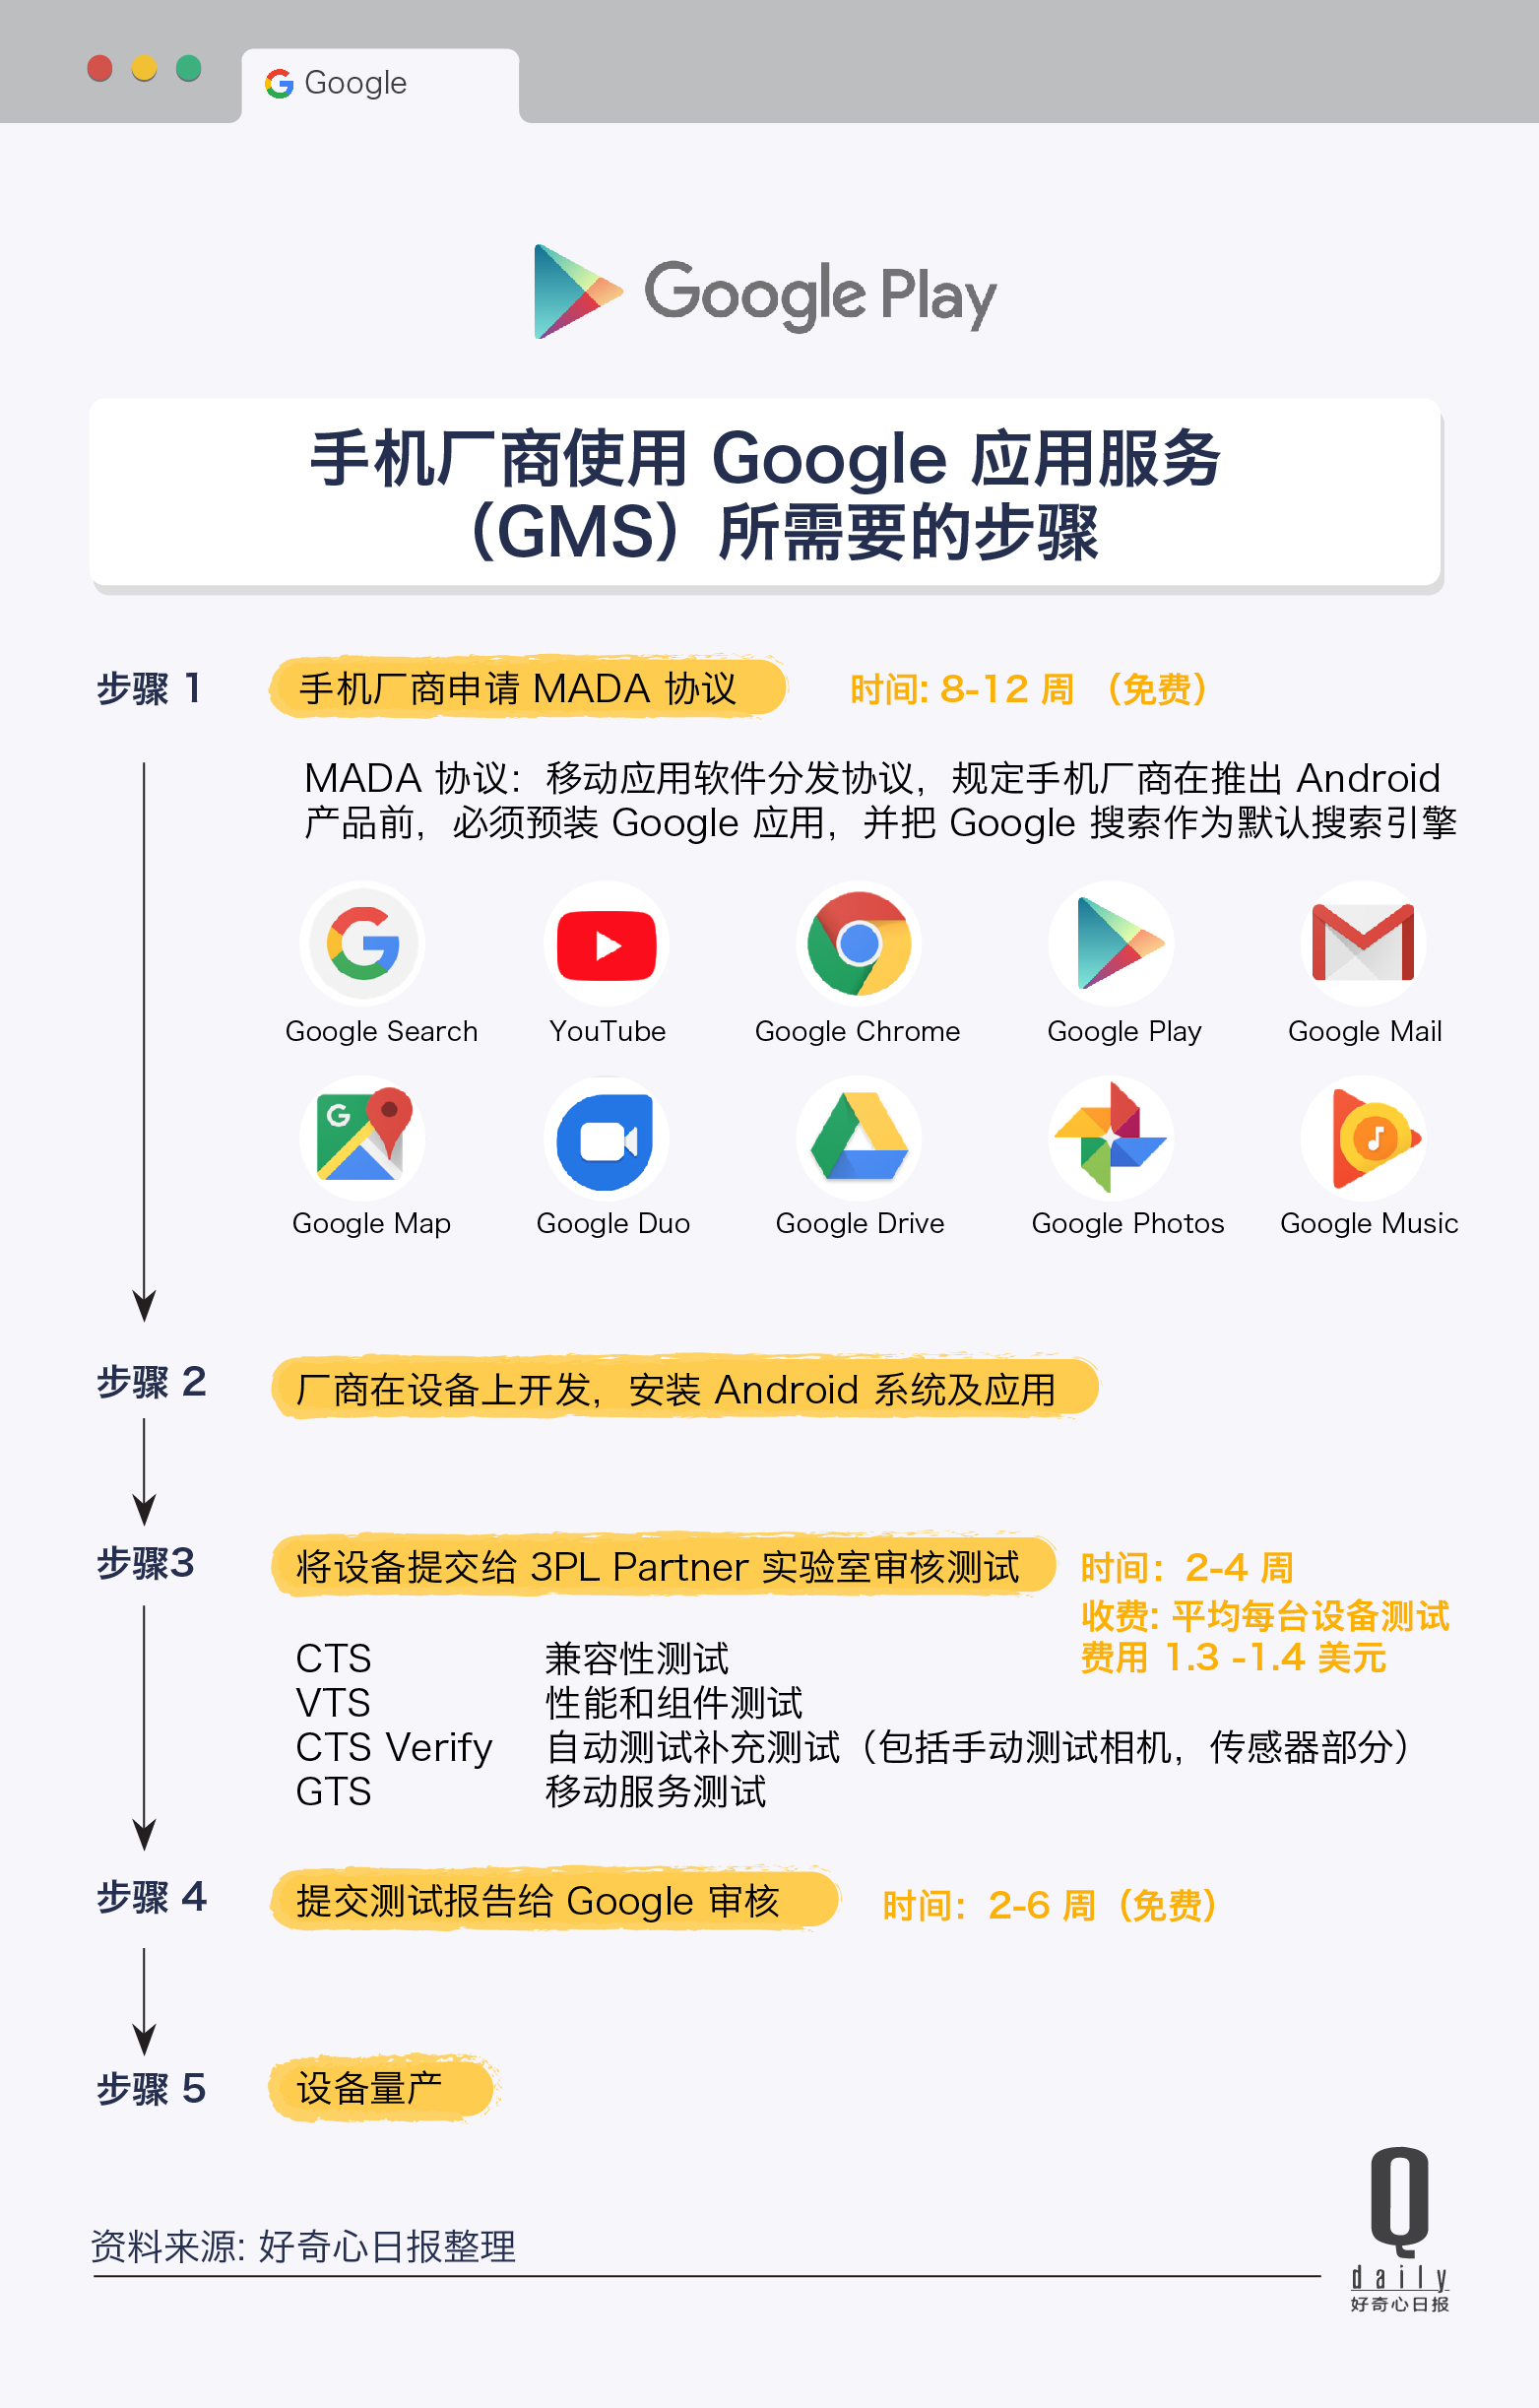 Google
Google Play
手机厂商使用 Google 应用服务
（GMS）所需要的步骤
步骤 1
手机厂商申请 MADA 协议
时间: 8-12 周 （免费）
MADA 协议：移动应用软件分发协议，规定手机厂商在推出 Android
产品前，必须预装 Google 应用，并把 Google 搜索作为默认搜索引擎
Google Search
YouTube
Google Chrome
Google Play
Google Mail
Google Map
Google Duo
Google Drive
Google Photos
Google Music
步骤 2
厂商在设备上开发，安装 Android 系统及应用
步骤3
将设备提交给 3PL Partner 实验室审核测试
时间：2-4 周
收费: 平均每台设备测试
费用 1.3 -1.4 美元
CTS 兼容性测试
VTS 性能和组件测试
CTS Verify 自动测试补充测试（包括手动测试相机，传感器部分）
GTS 移动服务测试
步骤 4
提交测试报告给 Google 审核
时间：2-6 周（免费）
步骤 5
设备量产
资料来源: 好奇心日报整理
Q
daily
好奇心日报